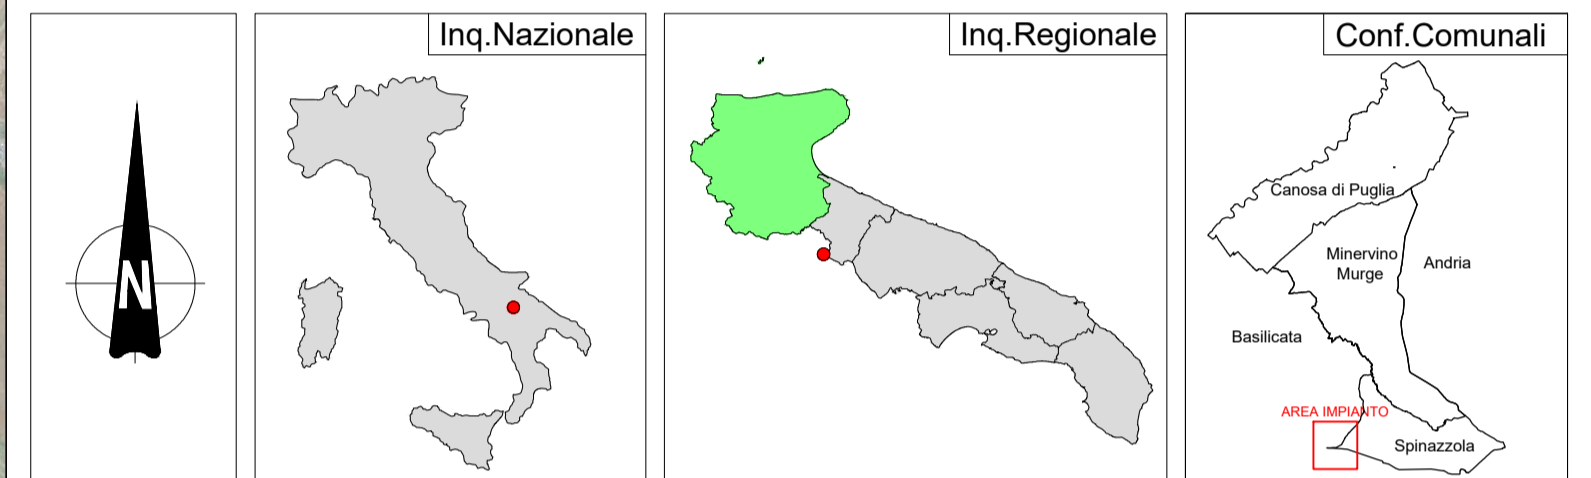 N
Inq.Nazionale
Inq.Regionale
Conf.Comunali
Canosa di Puglia
Minervino
Murge
Andria
Basilicata
AREA IMPIANTO
Spinazzola